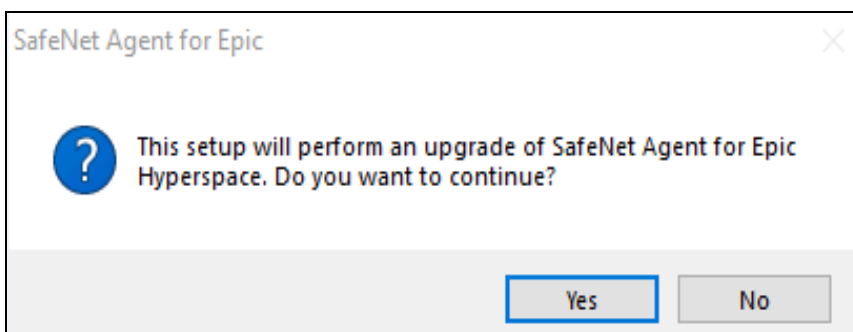 SafeNet Agent for Epic
This setup will perform an upgrade of SafeNet Agent for Epic
Hyperspace. Do you want to continue?
Yes No